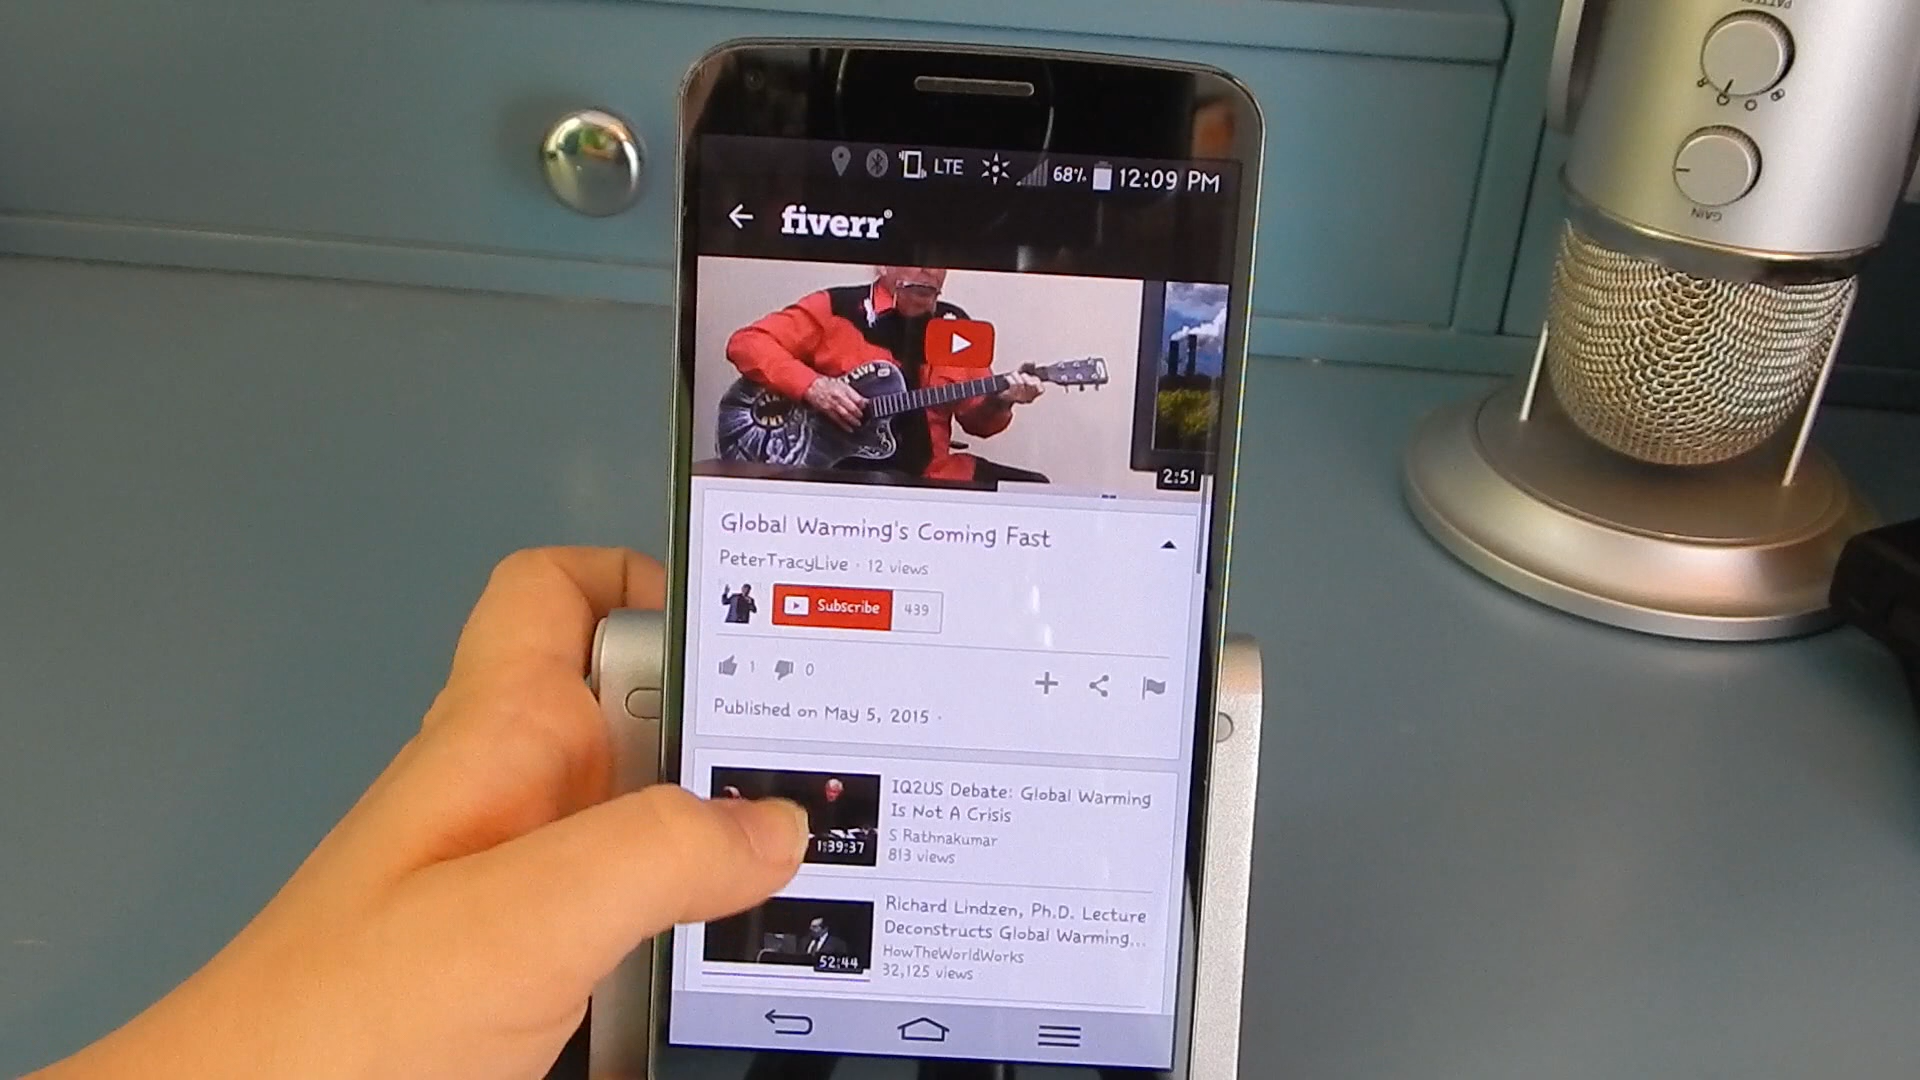 PATTERN
GAIN
LTE 68% 12:09 PM
fiverr
2:51
Global Warming's Coming Fast
PeterTracyLive · 12 views
Subscribe 439
1 0
Published on May 5, 2015 ·
1:39:37
IQ2US Debate: Global Warming
Is Not A Crisis
S Rathnakumar
813 views
52:44
Richard Lindzen, Ph.D. Lecture
Deconstructs Global Warming...
HowTheWorldWorks
32,125 views